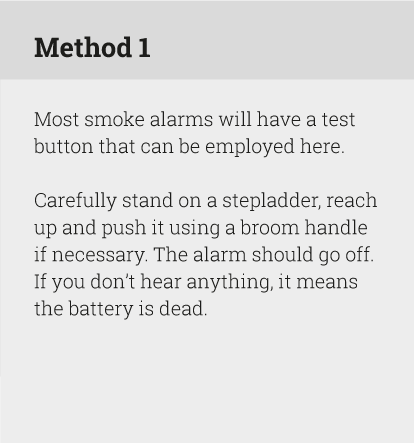 Method 1
Most smoke alarms will have a test
button that can be employed here.
Carefully stand on a stepladder, reach
up and push it using a broom handle
if necessary. The alarm should go off.
If you don’t hear anything, it means
the battery is dead.